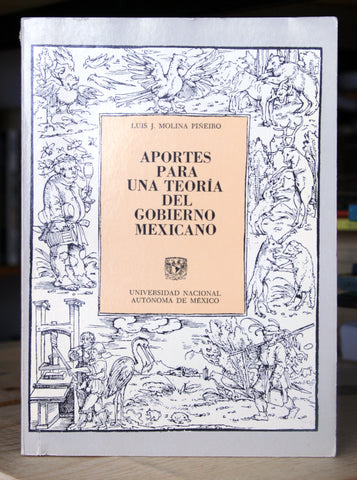 LUIS J. MOLINA PIÑEIRO
APORTES
PARA
UNA TEORÍA
DEL
GOBIERNO
MEXICANO
UNIVERSIDAD NACIONAL
AUTÓNOMA DE MÉXICO